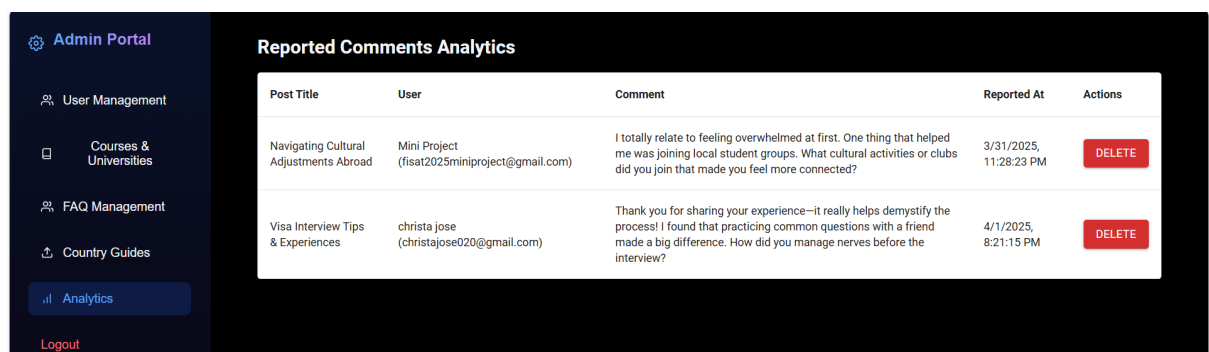 Admin Portal
User Management
Courses &
Universities
FAQ Management
Country Guides
Analytics
Logout
Reported Comments Analytics
Post Title User Comment Reported At Actions
Navigating Cultural
Adjustments Abroad
Mini Project
(fisat2025miniproject@gmail.com)
I totally relate to feeling overwhelmed at first. One thing that helped
me was joining local student groups. What cultural activities or clubs
did you join that made you feel more connected?
3/31/2025,
11:28:23 PM
DELETE
Visa Interview Tips
& Experiences
christa jose
(christajose020@gmail.com)
Thank you for sharing your experience—it really helps demystify the
process! I found that practicing common questions with a friend
made a big difference. How did you manage nerves before the
interview?
4/1/2025,
8:21:15 PM
DELETE